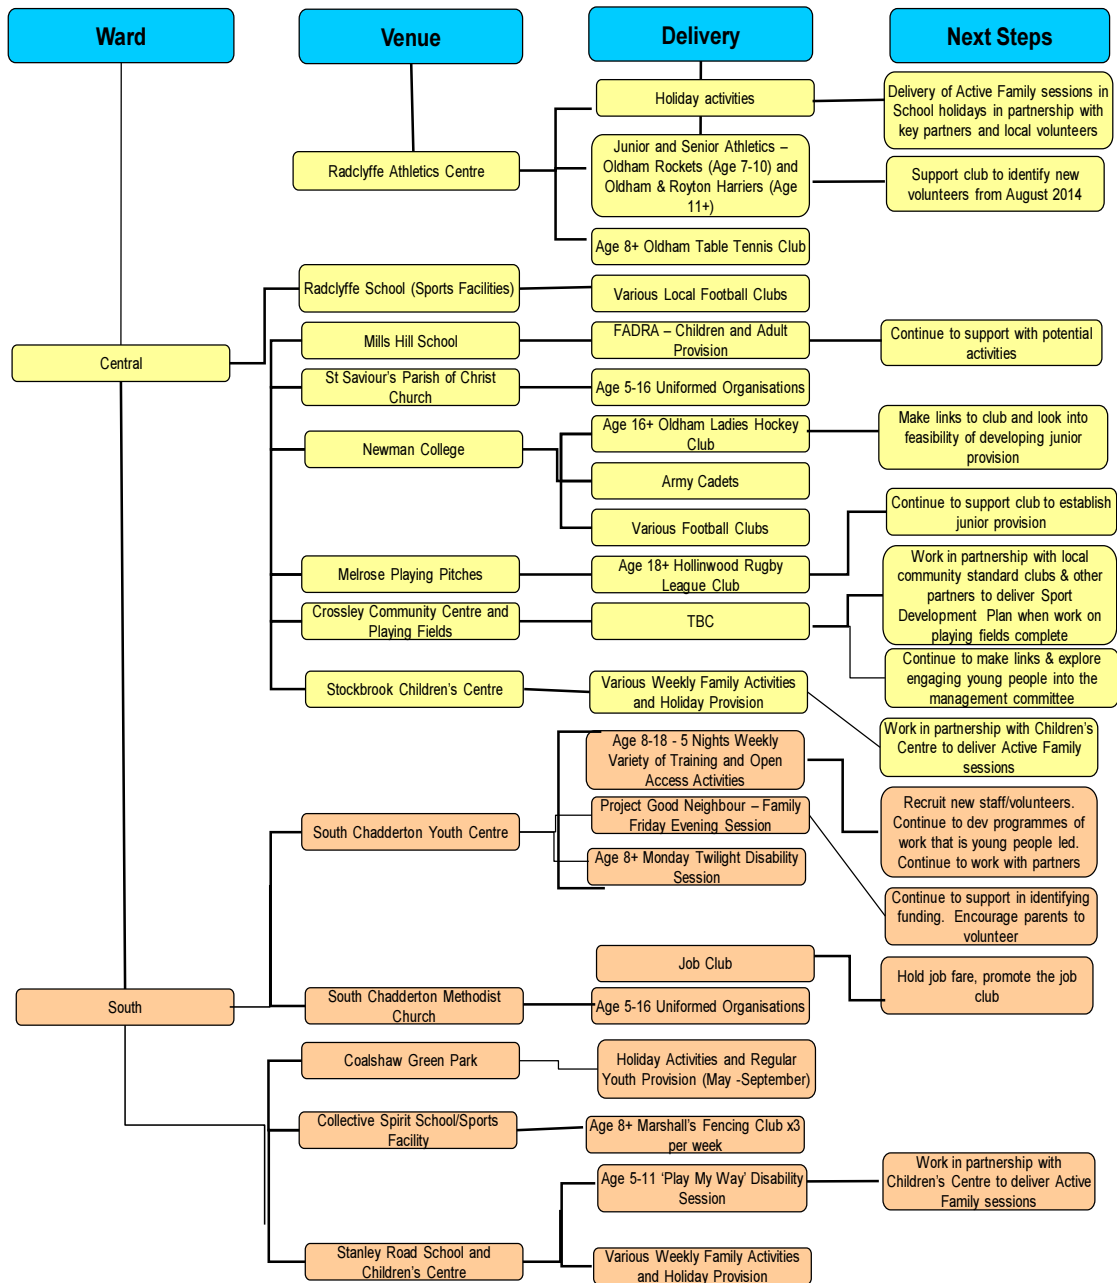 Ward
Venue
Delivery
Next Steps
Holiday activities
Delivery of Active Family sessions in
School holidays in partnership with
key partners and local volunteers
Radclyffe Athletics Centre
Junior and Senior Athletics –
Oldham Rockets (Age 7-10) and
Oldham & Royton Harriers (Age
11+)
Support club to identify new
volunteers from August 2014
Age 8+ Oldham Table Tennis Club
Central
Radclyffe School (Sports Facilities)
Various Local Football Clubs
Mills Hill School
FADRA – Children and Adult
Provision
Continue to support with potential
activities
St Saviour's Parish of Christ
Church
Age 5-16 Uniformed Organisations
Newman College
Age 16+ Oldham Ladies Hockey
Club
Make links to club and look into
feasibility of developing junior
provision
Army Cadets
Various Football Clubs
Melrose Playing Pitches
Age 18+ Hollinwood Rugby
League Club
Continue to support club to establish
junior provision
Crossley Community Centre and
Playing Fields
TBC
Work in partnership with local
community standard clubs & other
partners to deliver Sport
Development Plan when work on
playing fields complete
Continue to make links & explore
engaging young people into the
management committee
Stockbrook Children's Centre
Various Weekly Family Activities
and Holiday Provision
Work in partnership with Children's
Centre to deliver Active Family
sessions
South
South Chadderton Youth Centre
Age 8-18 - 5 Nights Weekly
Variety of Training and Open
Access Activities
Recruit new staff/volunteers.
Continue to dev programmes of
work that is young people led.
Continue to work with partners
Project Good Neighbour – Family
Friday Evening Session
Continue to support in identifying
funding. Encourage parents to
volunteer
Age 8+ Monday Twilight Disability
Session
Job Club
Hold job fare, promote the job
club
South Chadderton Methodist
Church
Age 5-16 Uniformed Organisations
Coalshaw Green Park
Holiday Activities and Regular
Youth Provision (May -September)
Collective Spirit School/Sports
Facility
Age 8+ Marshall's Fencing Club x3
per week
Stanley Road School and
Children's Centre
Age 5-11 'Play My Way' Disability
Session
Work in partnership with
Children's Centre to deliver Active
Family sessions
Various Weekly Family Activities
and Holiday Provision